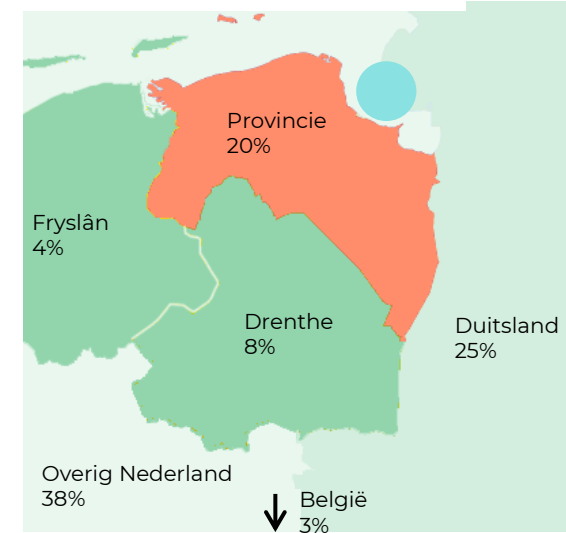 Provincie
20%
Fryslân
4%
Drenthe
8%
Duitsland
25%
Overig Nederland
38%
België
3%